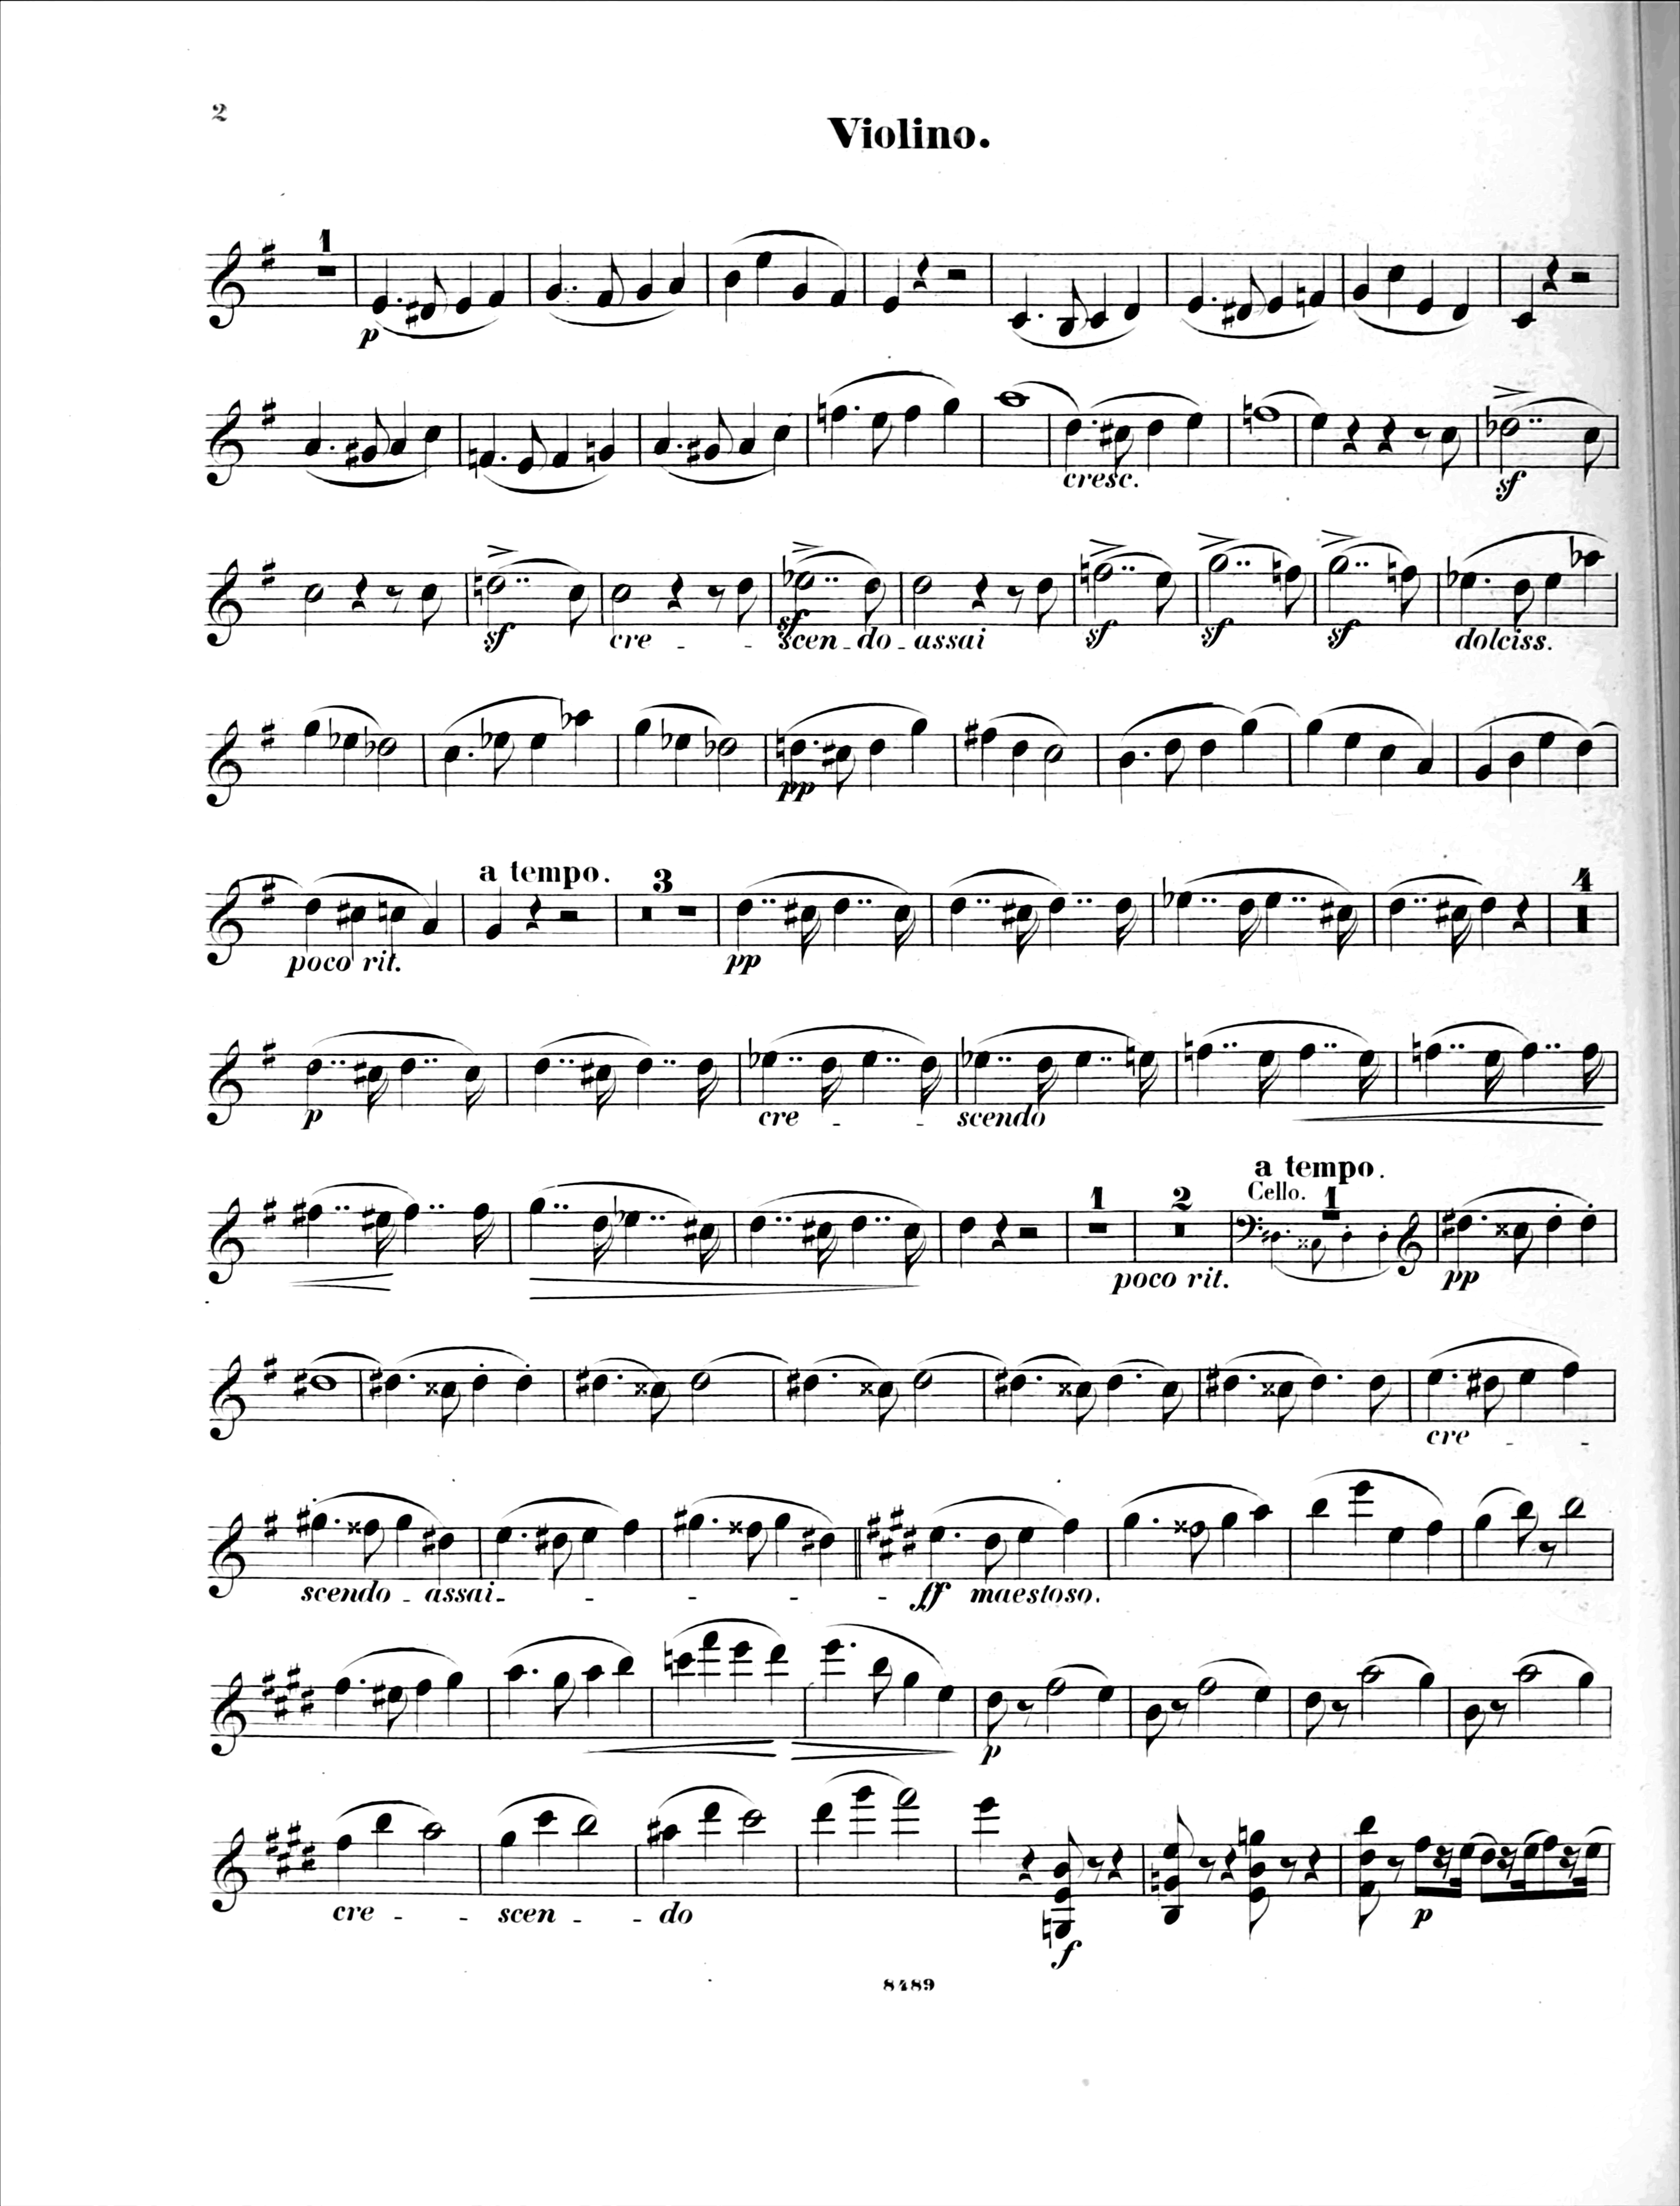 2
Violino.
1
p
cresc.
sf
sf cre - - sf scen - do - assai sf sf sf dolciss.
pp
a tempo.
3 4
poco rit. pp
p cre - - scendo
a tempo.
Cello.
1 2 1
poco rit. pp
cre - -
scendo - assai - - - - - ff maestoso.
p
cre - - scen - - do p
f
8489